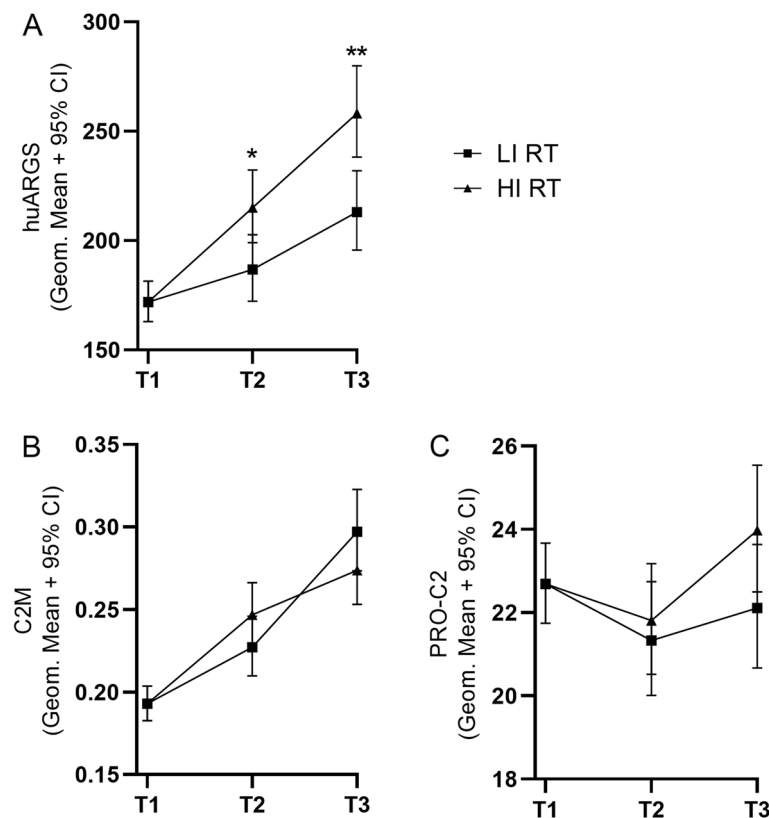 A
300
250
200
150
huARGS
(Geom. Mean + 95% CI)
*
**
T1 T2 T3
LI RT
HI RT
B
0.35
0.30
0.25
0.20
0.15
C2M
(Geom. Mean + 95% CI)
T1 T2 T3
C
26
24
22
20
18
PRO-C2
(Geom. Mean + 95% CI)
T1 T2 T3